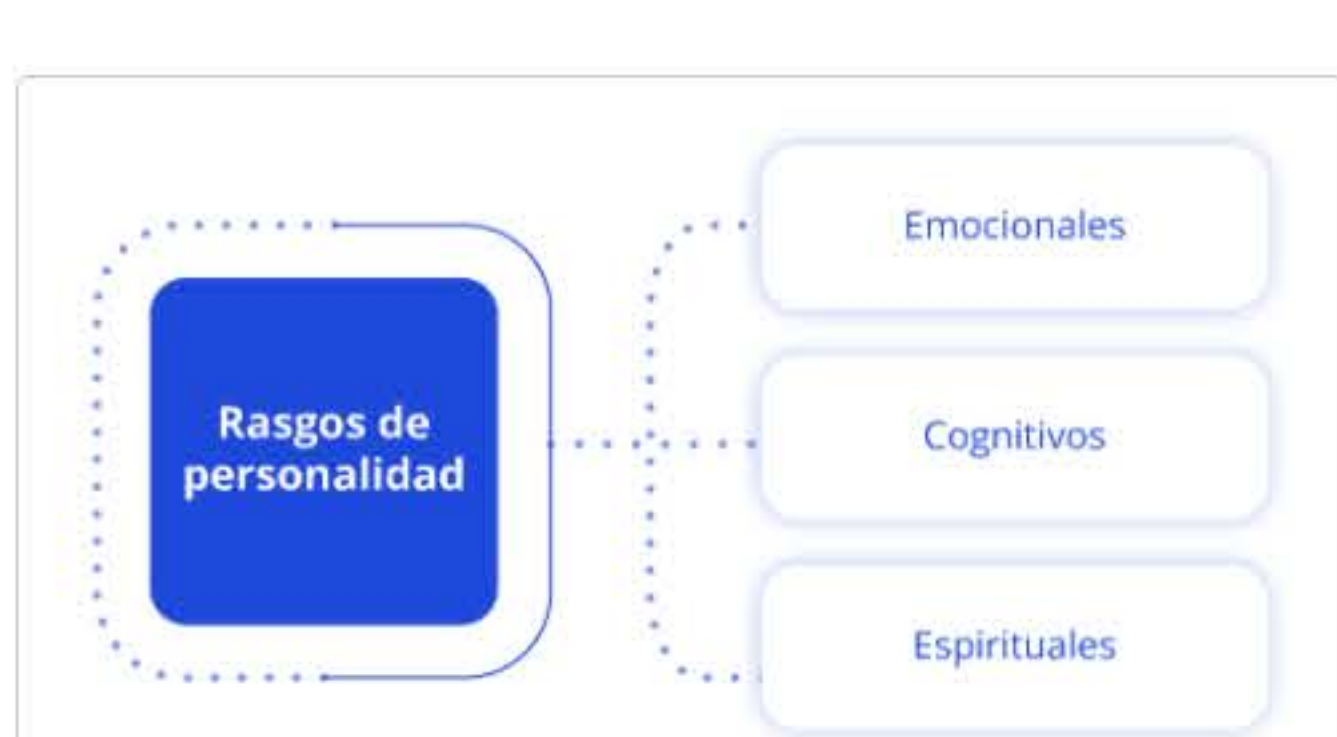 Rasgos de
personalidad
Emocionales
Cognitivos
Espirituales